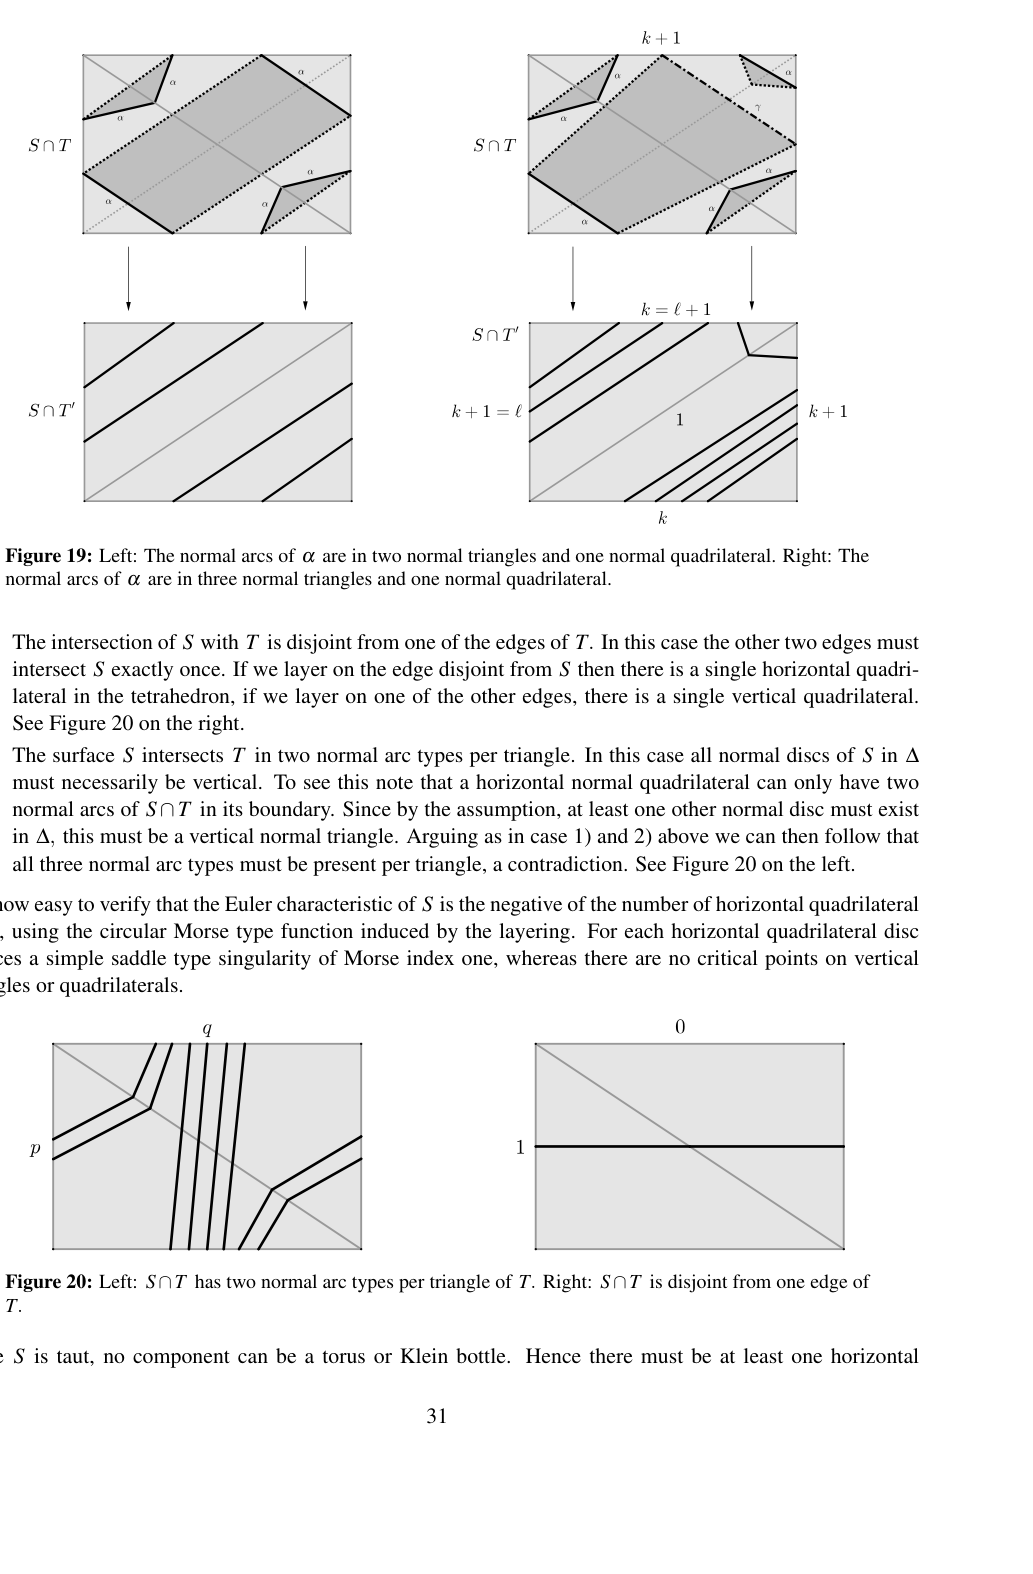 k + 1
α
α
α
α
α
α
S ∩ T
S ∩ T
α
α
α
α
γ
α
α
k = ℓ + 1
S ∩ T′
S ∩ T′
k + 1 = ℓ
1
k + 1
k
Figure 19: Left: The normal arcs of α are in two normal triangles and one normal quadrilateral. Right: The
normal arcs of α are in three normal triangles and one normal quadrilateral.
The intersection of S with T is disjoint from one of the edges of T. In this case the other two edges must
intersect S exactly once. If we layer on the edge disjoint from S then there is a single horizontal quadri-
lateral in the tetrahedron, if we layer on one of the other edges, there is a single vertical quadrilateral.
See Figure 20 on the right.
The surface S intersects T in two normal arc types per triangle. In this case all normal discs of S in Δ
must necessarily be vertical. To see this note that a horizontal normal quadrilateral can only have two
normal arcs of S∩T in its boundary. Since by the assumption, at least one other normal disc must exist
in Δ, this must be a vertical normal triangle. Arguing as in case 1) and 2) above we can then follow that
all three normal arc types must be present per triangle, a contradiction. See Figure 20 on the left.
now easy to verify that the Euler characteristic of S is the negative of the number of horizontal quadrilateral
, using the circular Morse type function induced by the layering. For each horizontal quadrilateral disc
ces a simple saddle type singularity of Morse index one, whereas there are no critical points on vertical
gles or quadrilaterals.
q
0
p
1
Figure 20: Left: S∩T has two normal arc types per triangle of T. Right: S∩T is disjoint from one edge of
T.
e S is taut, no component can be a torus or Klein bottle. Hence there must be at least one horizontal
31